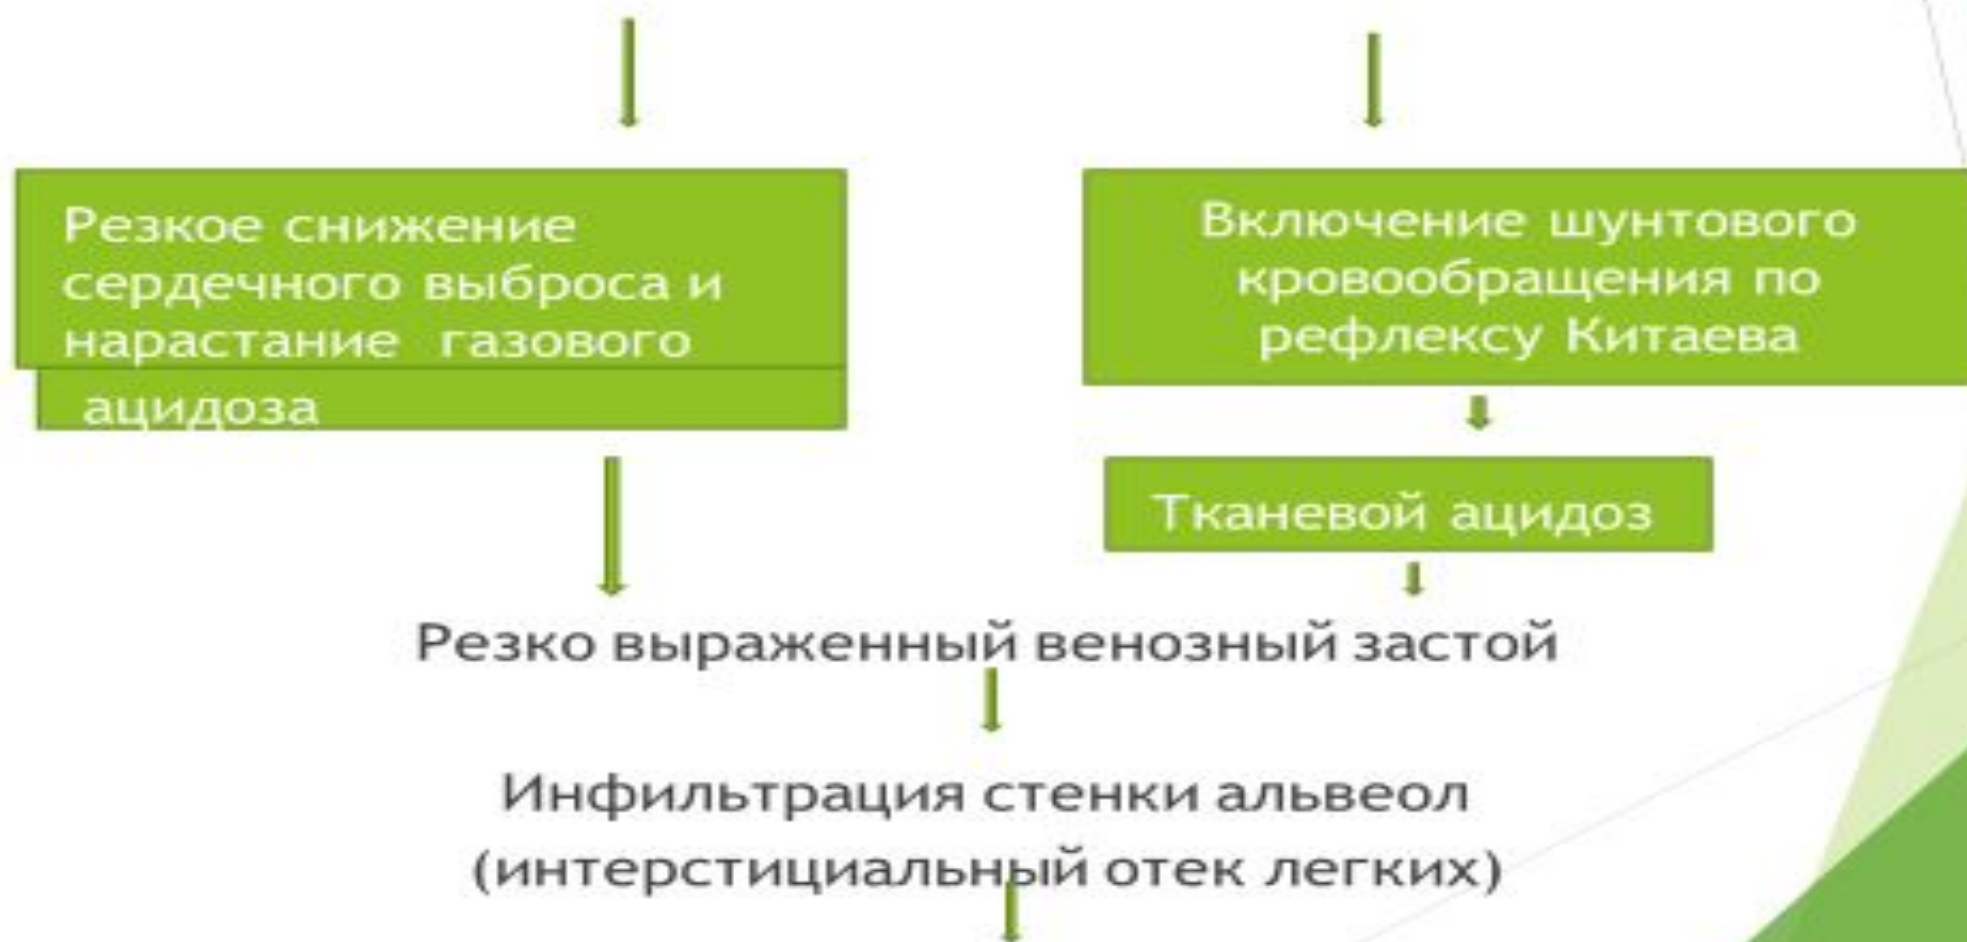 Резкое снижение
сердечного выброса и
нарастание газового
ацидоза
Включение шунтового
кровообращения по
рефлексу Китаева
Тканевой ацидоз
Резко выраженный венозный застой
Инфильтрация стенки альвеол
(интерстициальный отек легких)